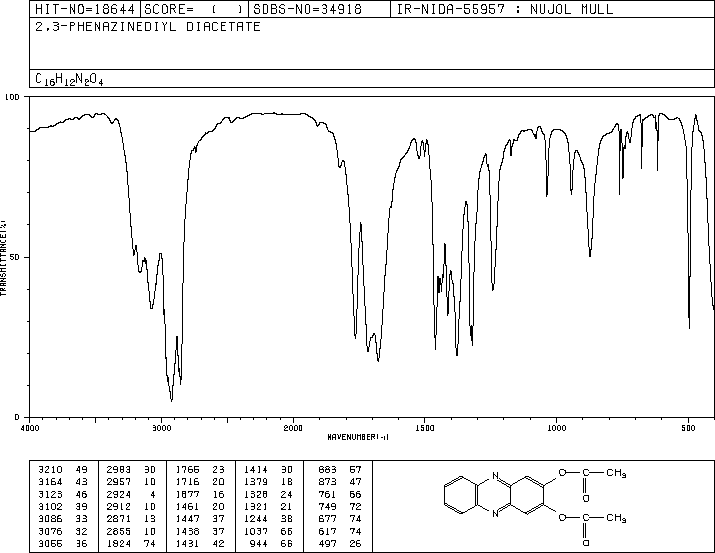 HIT-NO=18644 SCORE= ( ) SDBS-NO=34918 IR-NIDA-55957 : NUJOL MULL
2,3-PHENAZINEDIYL DIACETATE
C16H12N2O4
100
50
0
TRANSMITTANCE(%)
4000 3000 2000 1500 1000 500
WAVENUMBER(-1)
3210 49 2983 30 1766 23 1414 30 883 57
3164 43 2957 10 1716 20 1379 18 873 47
3123 46 2924 4 1677 16 1328 24 761 66
3102 39 2912 10 1461 20 1321 21 749 72
3086 33 2871 13 1447 37 1244 38 677 74
3076 32 2855 10 1438 37 1037 66 617 74
3055 36 1824 74 1431 42 944 66 497 26
N
N
O C CH3
O
O C CH3
O